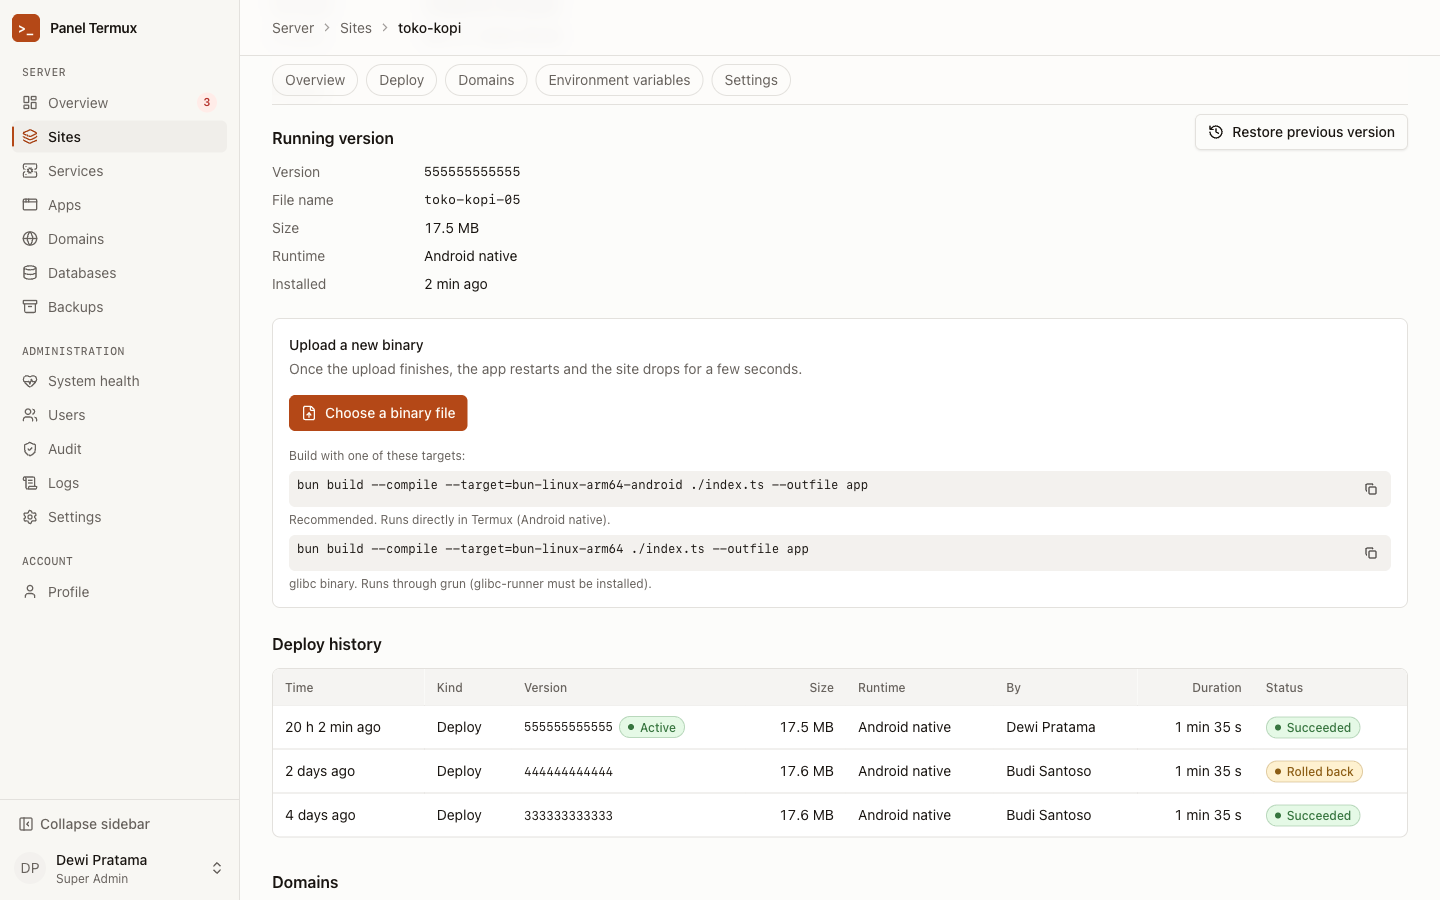 Panel Termux
SERVER
Overview 3
Sites
Services
Apps
Domains
Databases
Backups
ADMINISTRATION
System health
Users
Audit
Logs
Settings
ACCOUNT
Profile
Collapse sidebar
DP
Dewi Pratama
Super Admin
Server > Sites > toko-kopi
Overview Deploy Domains Environment variables Settings
Running version
Restore previous version
Version 555555555555
File name toko-kopi-05
Size 17.5 MB
Runtime Android native
Installed 2 min ago
Upload a new binary
Once the upload finishes, the app restarts and the site drops for a few seconds.
Choose a binary file
Build with one of these targets:
bun build --compile --target=bun-linux-arm64-android ./index.ts --outfile app
Recommended. Runs directly in Termux (Android native).
bun build --compile --target=bun-linux-arm64 ./index.ts --outfile app
glibc binary. Runs through grun (glibc-runner must be installed).
Deploy history
Time Kind Version Size Runtime By Duration Status
20 h 2 min ago Deploy 555555555555 Active 17.5 MB Android native Dewi Pratama 1 min 35 s Succeeded
2 days ago Deploy 444444444444 17.6 MB Android native Budi Santoso 1 min 35 s Rolled back
4 days ago Deploy 333333333333 17.6 MB Android native Budi Santoso 1 min 35 s Succeeded
Domains